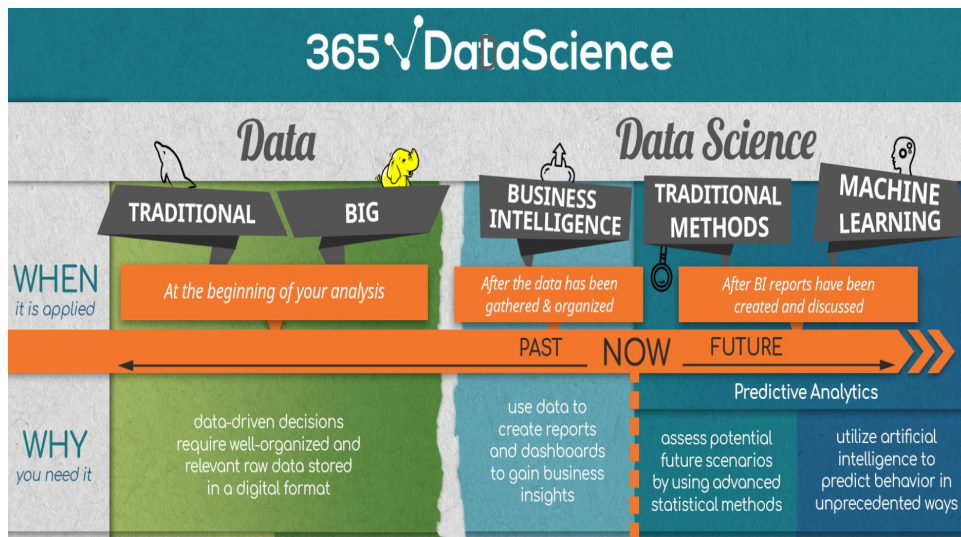 365 DataScience
Data
Data Science
TRADITIONAL
BIG
BUSINESS
INTELLIGENCE
TRADITIONAL
METHODS
MACHINE
LEARNING
WHEN
it is applied
At the beginning of your analysis
After the data has been
gathered & organized
After BI reports have been
created and discussed
PAST
NOW
FUTURE
Predictive Analytics
WHY
you need it
data-driven decisions
require well-organized and
relevant raw data stored
in a digital format
use data to
create reports
and dashboards
to gain business
insights
assess potential
future scenarios
by using advanced
statistical methods
utilize artificial
intelligence to
predict behavior in
unprecedented ways